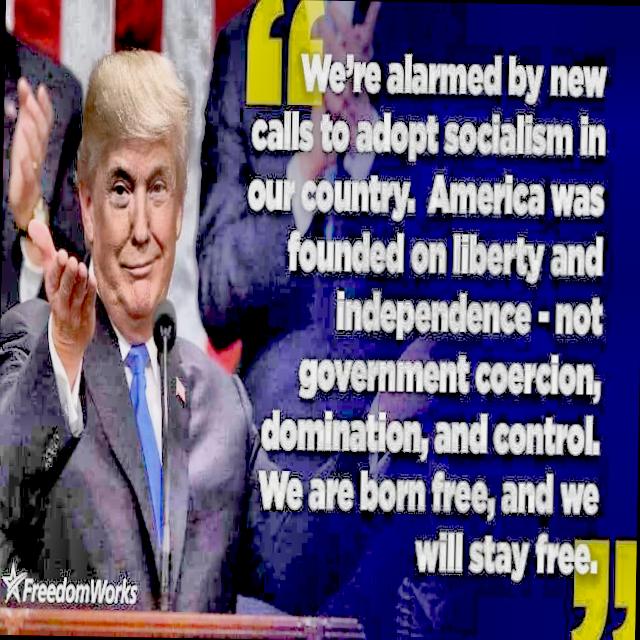 We're alarmed by new
calls to adopt socialism in
our country. America was
founded on liberty and
independence - not
government coercion,
domination, and control.
We are born free, and we
will stay free.
FreedomWorks